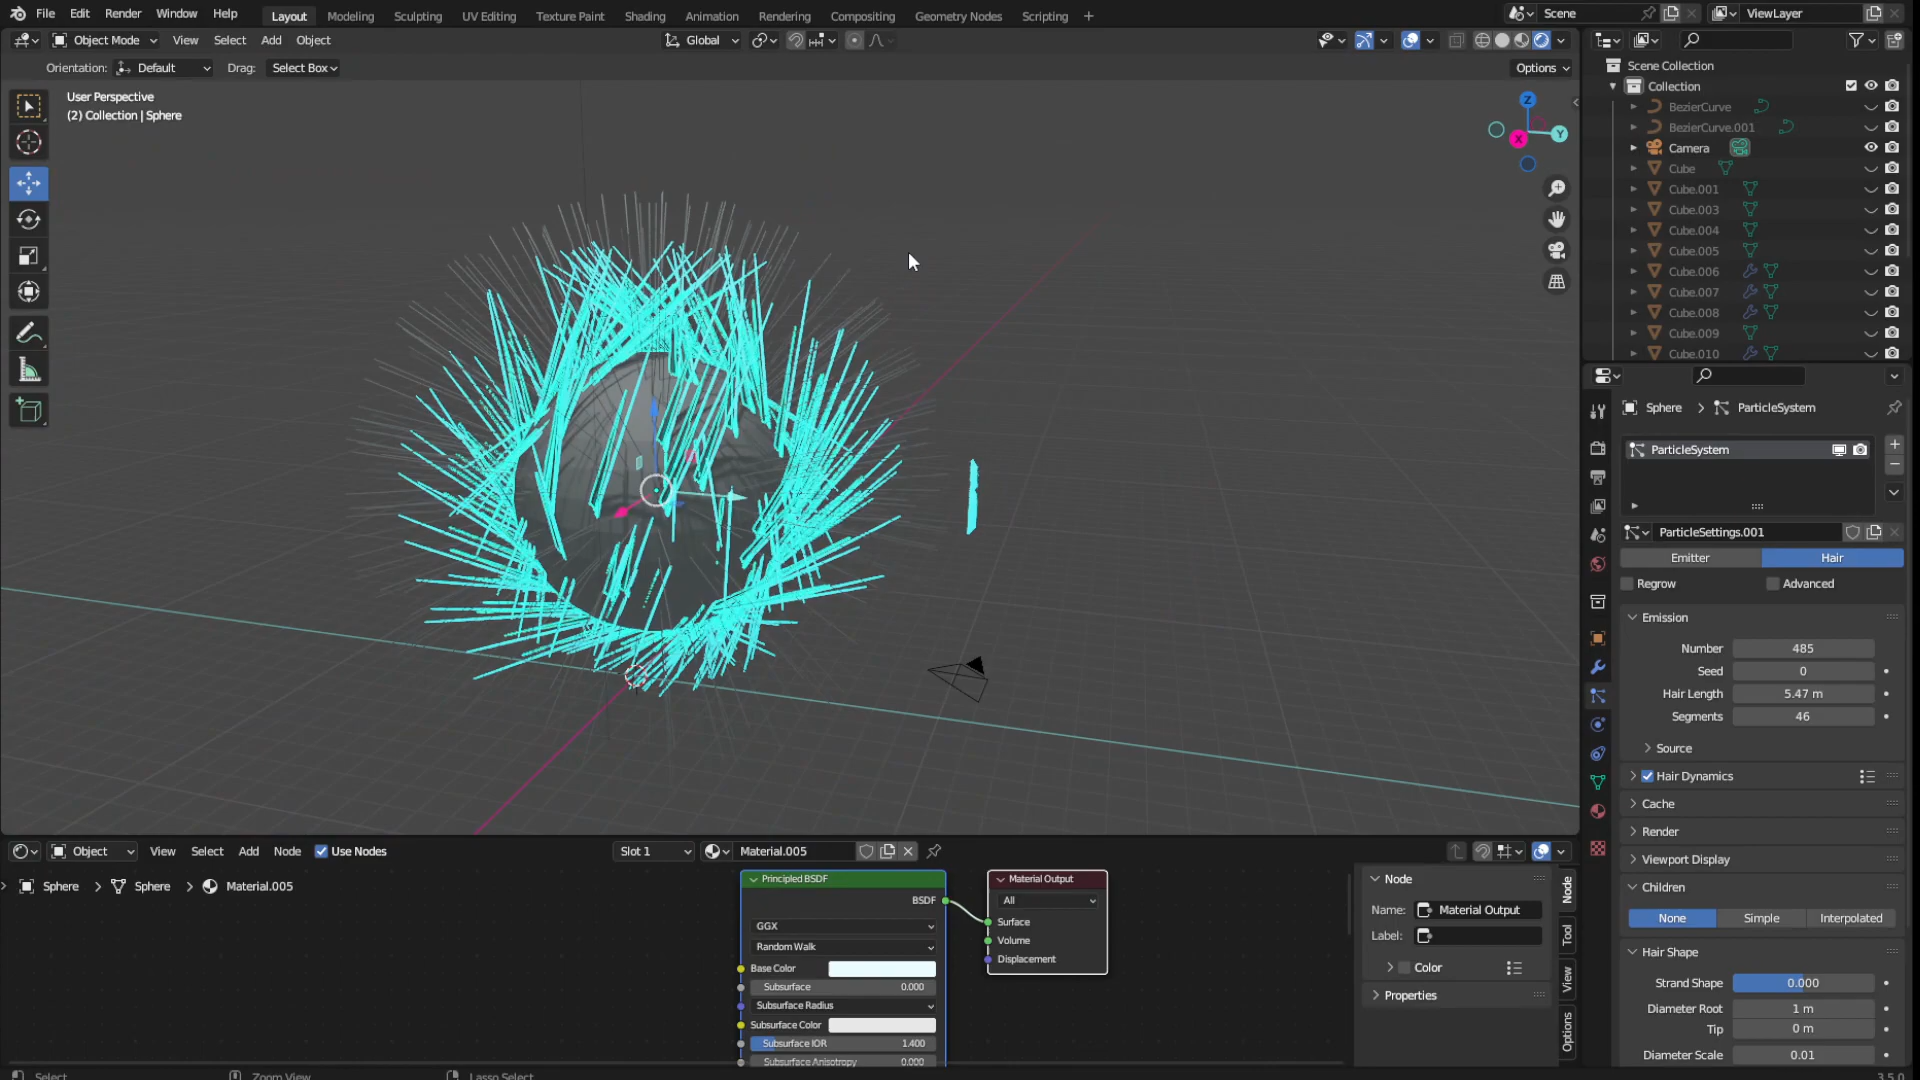 File Edit Render Window Help Layout Modeling Sculpting UV Editing Texture Paint Shading Animation Rendering Compositing Geometry Nodes Scripting Scene ViewLayer
Object Mode View Select Add Object Global
Orientation: Default Drag: Select Box Options
User Perspective
(2) Collection | Sphere
Z
Y
X
Scene Collection
Collection
BezierCurve
BezierCurve.001
Camera
Cube
Cube.001
Cube.003
Cube.004
Cube.005
Cube.006
Cube.007
Cube.008
Cube.009
Cube.010
Sphere ParticleSystem
ParticleSystem
ParticleSettings.001
Emitter Hair
Regrow Advanced
Emission
Number 485
Seed 0
Hair Length 5.47 m
Segments 46
Source
Hair Dynamics
Cache
Render
Viewport Display
Children
None Simple Interpolated
Hair Shape
Strand Shape 0.000
Diameter Root 1 m
Tip 0 m
Diameter Scale 0.01
Object View Select Add Node Use Nodes Slot 1 Material.005
Sphere Sphere Material.005
Principled BSDF
BSDF
GGX
Random Walk
Base Color
Subsurface 0.000
Subsurface Radius
Subsurface Color
Subsurface IOR 1.400
Subsurface Anisotropy 0.000
Material Output
All
Surface
Volume
Displacement
Node
Name: Material Output
Label:
Color
Properties
Node
Tool
View
Options
Select Zoom View Lasso Select 3.5.0